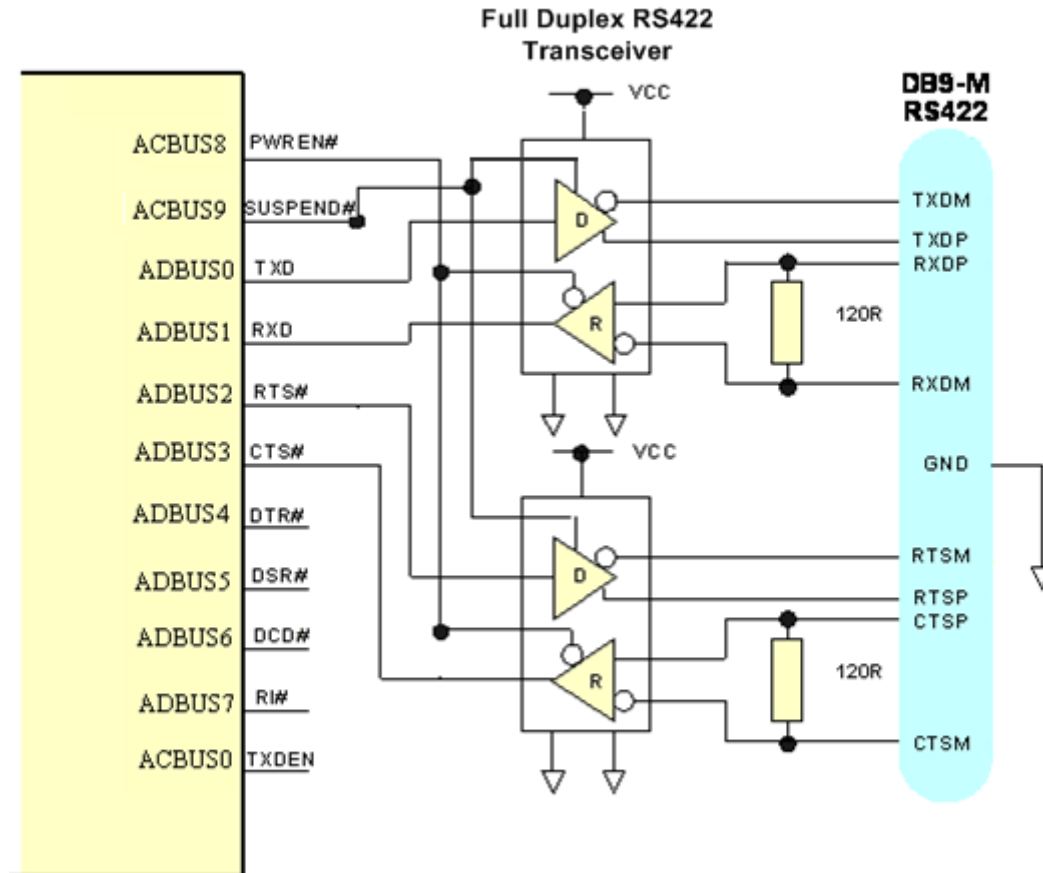 Full Duplex RS422
Transceiver
VCC
DB9-M
RS422
ACBUS8 PWREN#
ACBUS9 SUSPEND#
ADBUS0 TXD
ADBUS1 RXD
ADBUS2 RTS#
ADBUS3 CTS#
ADBUS4 DTR#
ADBUS5 DSR#
ADBUS6 DCD#
ADBUS7 RI#
ACBUS0 TXDEN
D
R
VCC
D
R
120R
120R
TXDM
TXDP
RXDP
RXDM
GND
RTSM
RTSP
CTSP
CTSM